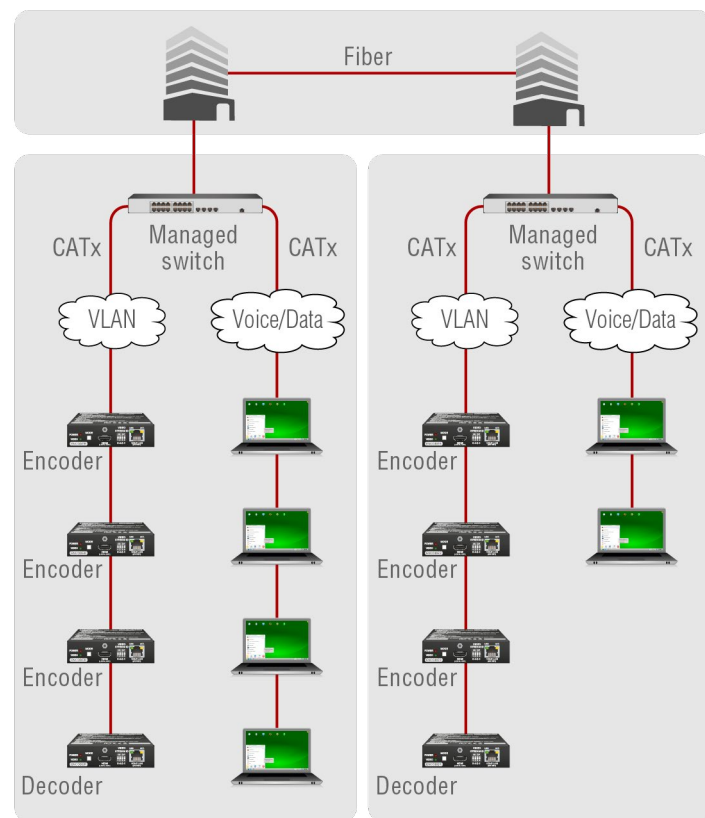 Fiber
CATx
Managed
switch
CATx
VLAN
Voice/Data
Encoder
Encoder
Encoder
Decoder
CATx
Managed
switch
CATx
VLAN
Voice/Data
Encoder
Encoder
Encoder
Decoder